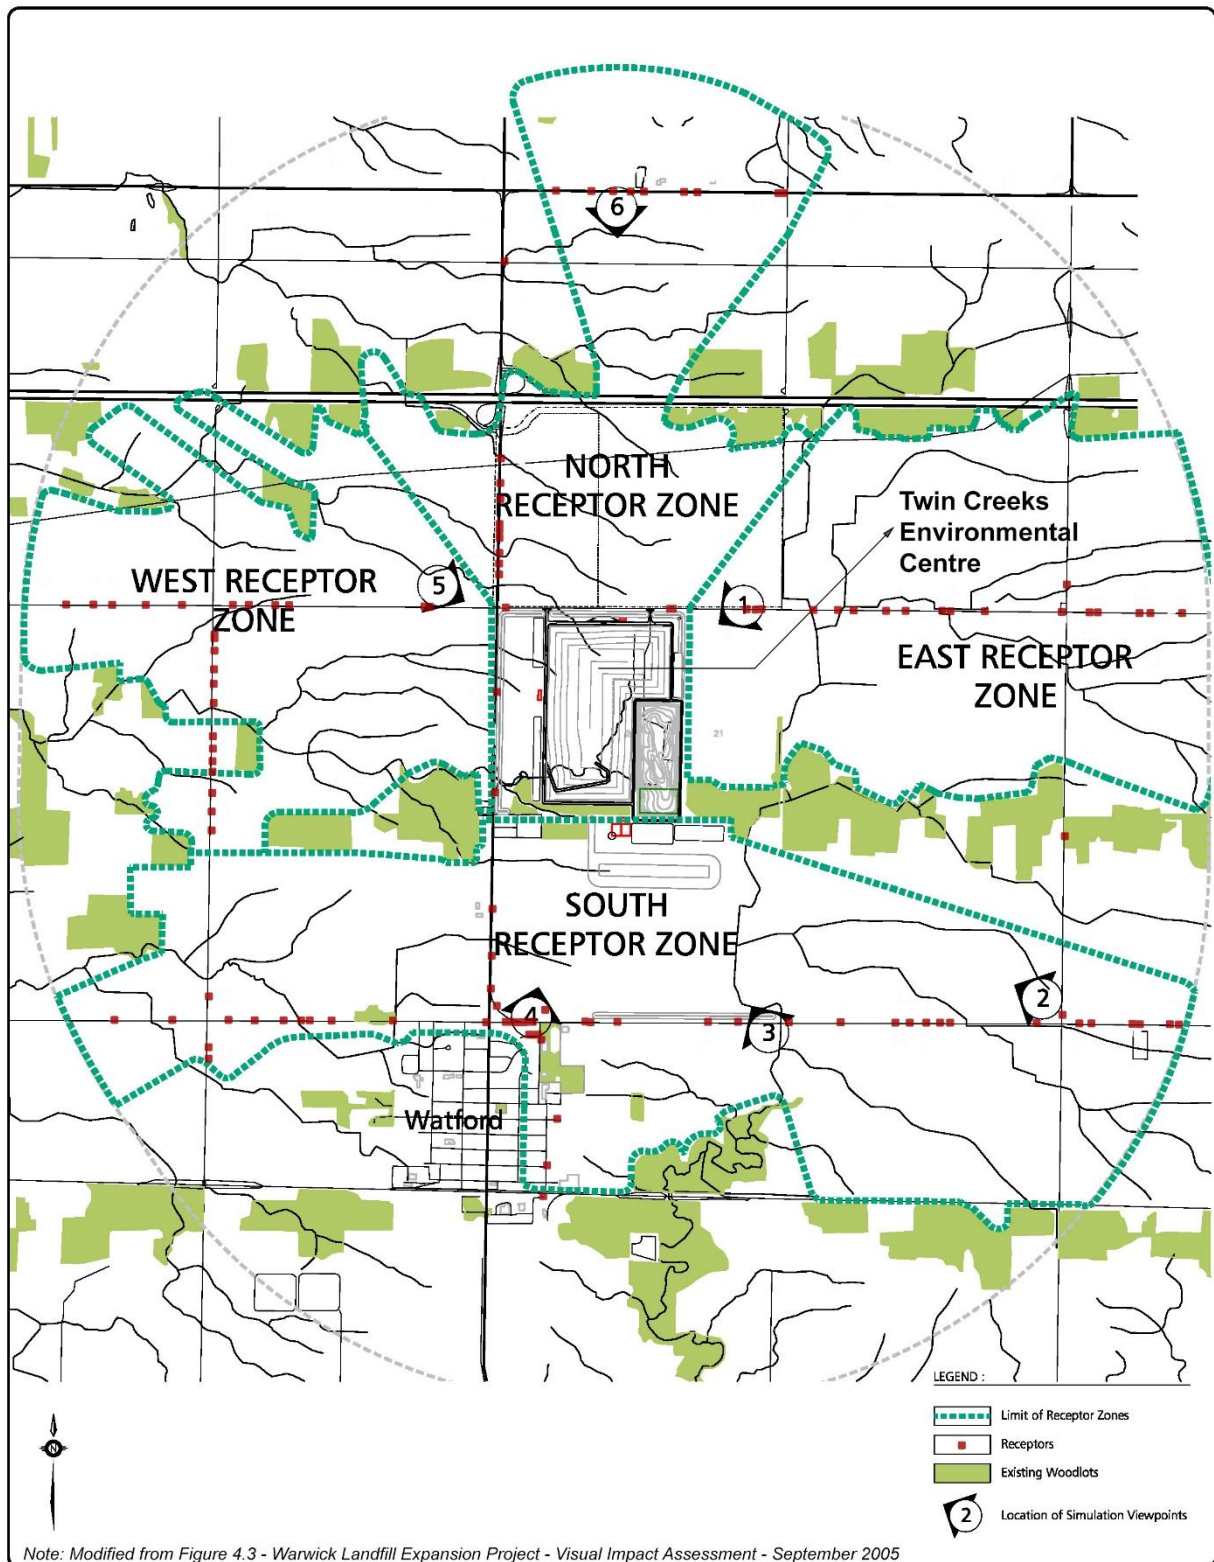 6
NORTH
RECEPTOR ZONE
Twin Creeks
Environmental
Centre
WEST RECEPTOR
ZONE
5
1
EAST RECEPTOR
ZONE
21
SOUTH
RECEPTOR ZONE
2
4
3
Watford
LEGEND :
Limit of Receptor Zones
Receptors
Existing Woodlots
2
Location of Simulation Viewpoints
N
Note: Modified from Figure 4.3 - Warwick Landfill Expansion Project - Visual Impact Assessment - September 2005